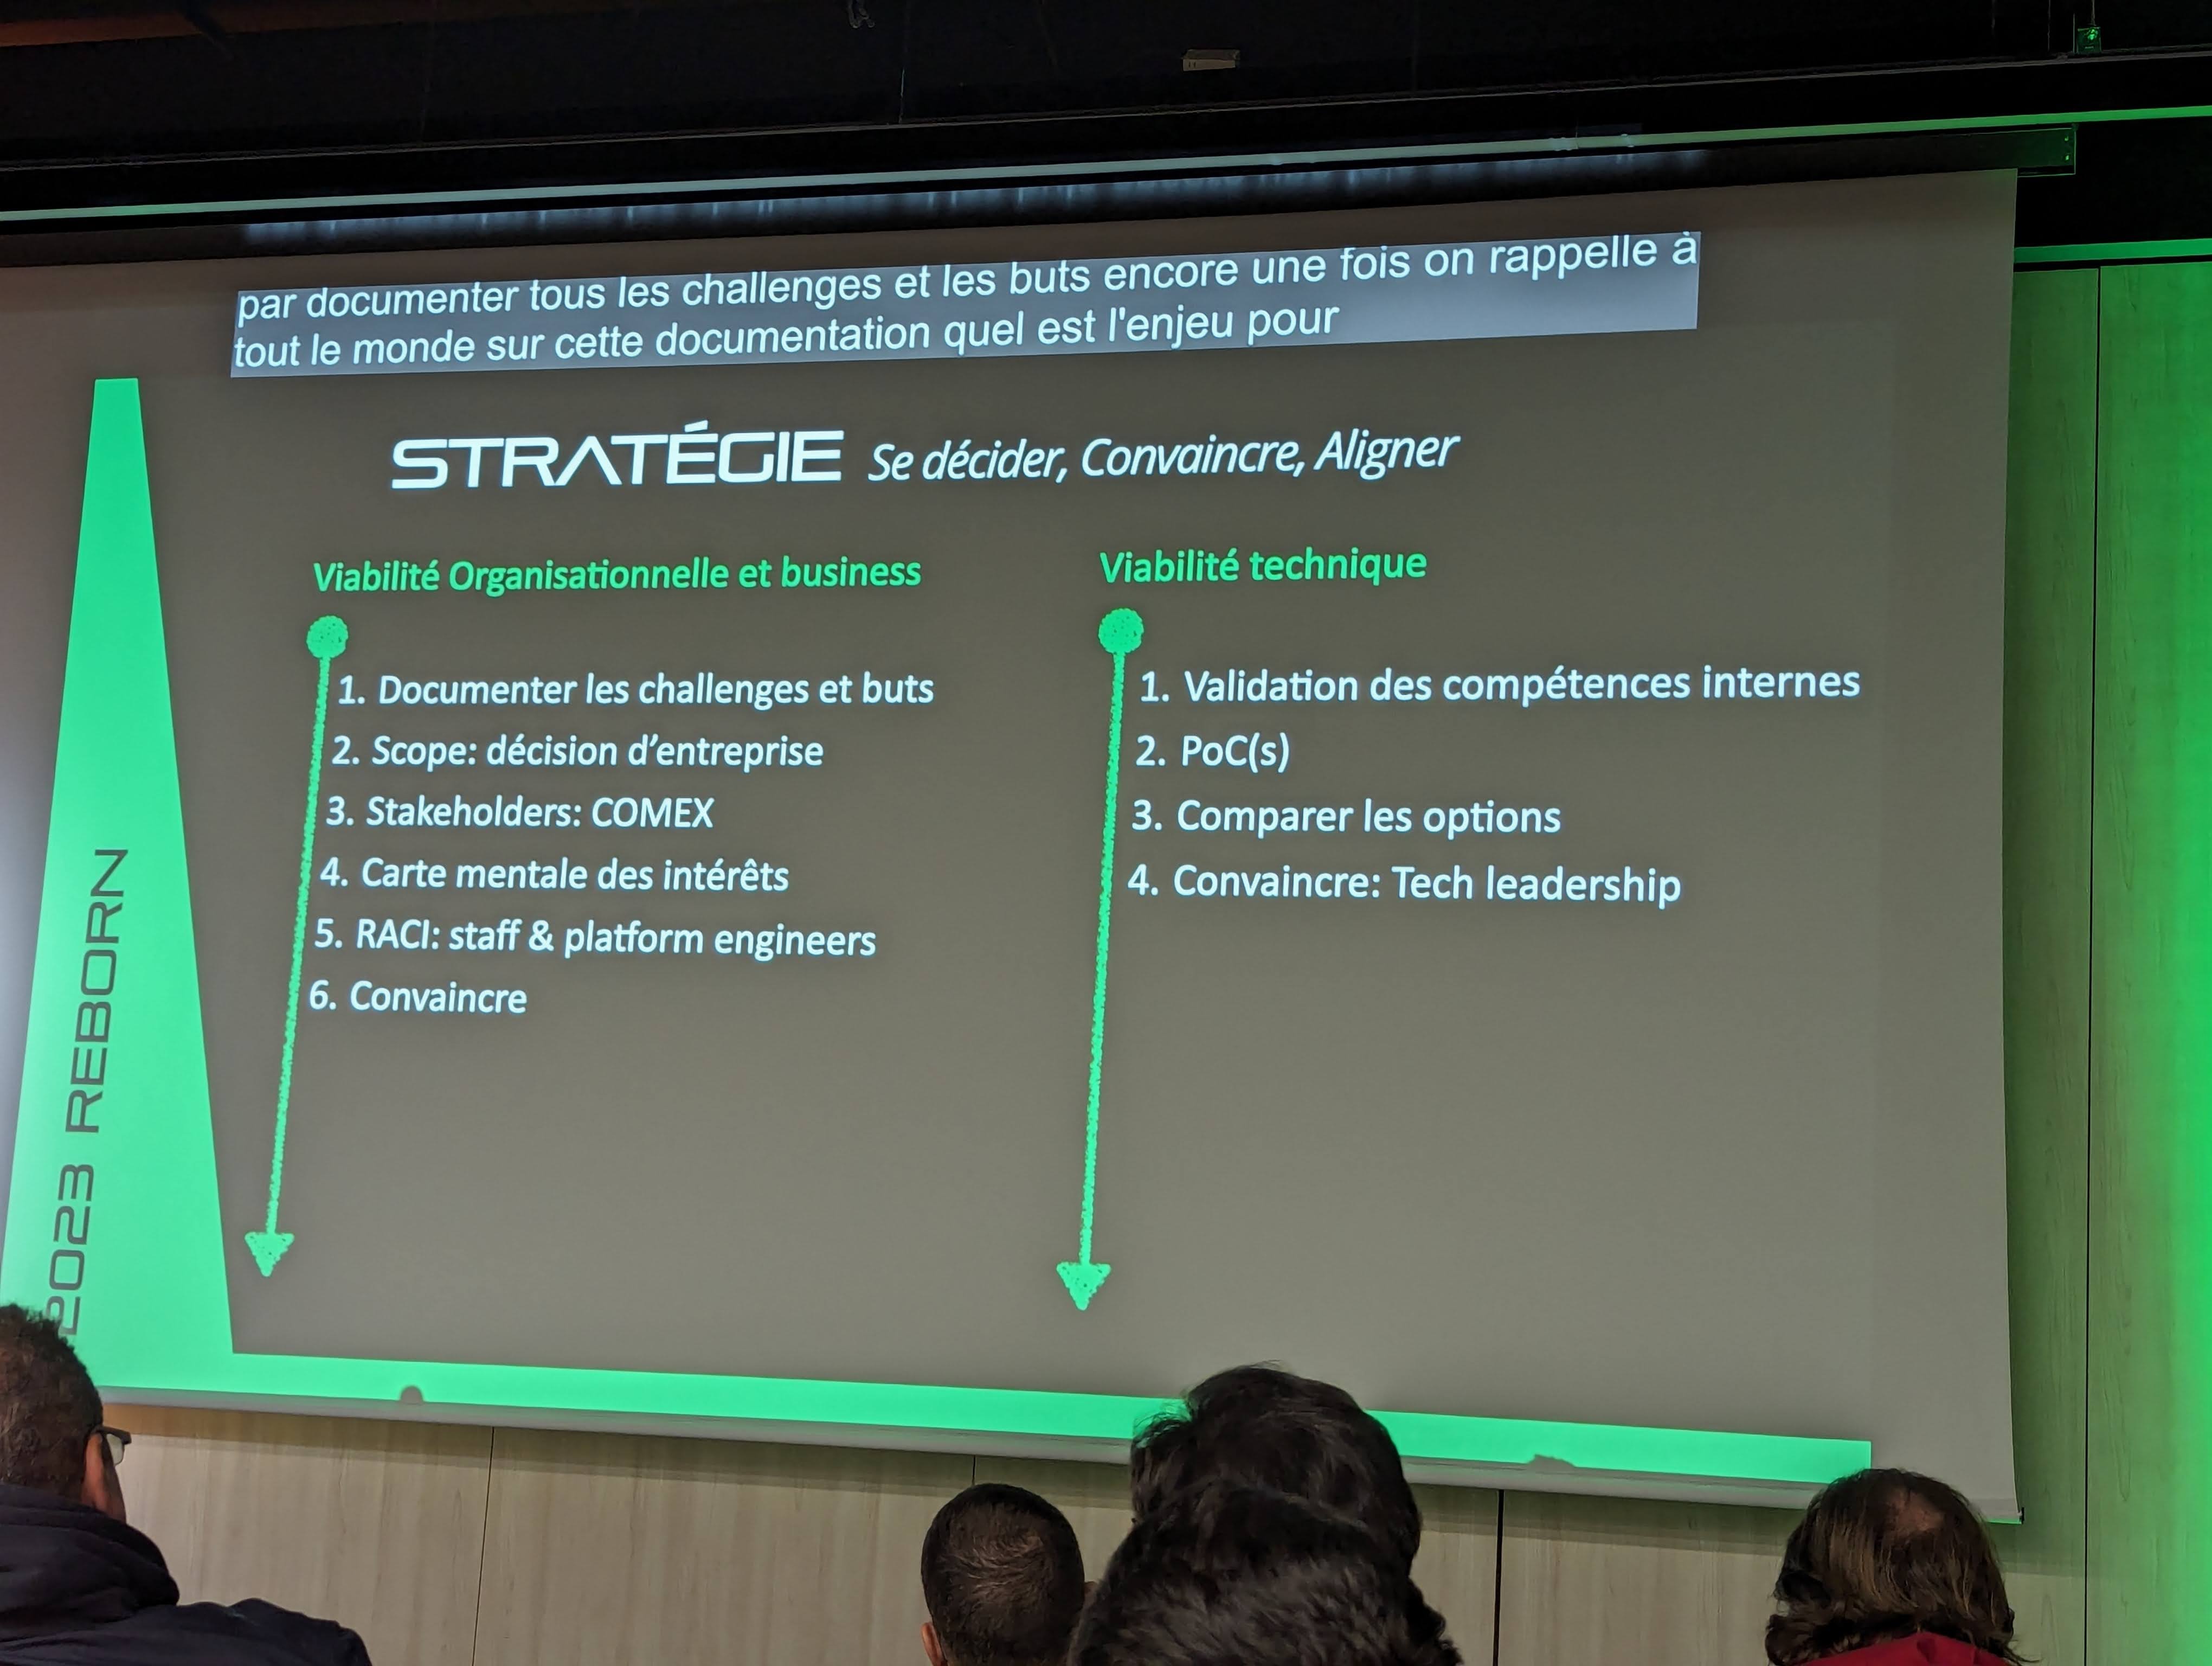 par documenter tous les challenges et les buts encore une fois on rappelle à
tout le monde sur cette documentation quel est l'enjeu pour
STRATÉGIE Se décider, Convaincre, Aligner
Viabilité Organisationnelle et business
1. Documenter les challenges et buts
2. Scope: décision d’entreprise
3. Stakeholders: COMEX
4. Carte mentale des intérêts
5. RACI: staff & platform engineers
6. Convaincre
Viabilité technique
1. Validation des compétences internes
2. PoC(s)
3. Comparer les options
4. Convaincre: Tech leadership
2023 REBORN